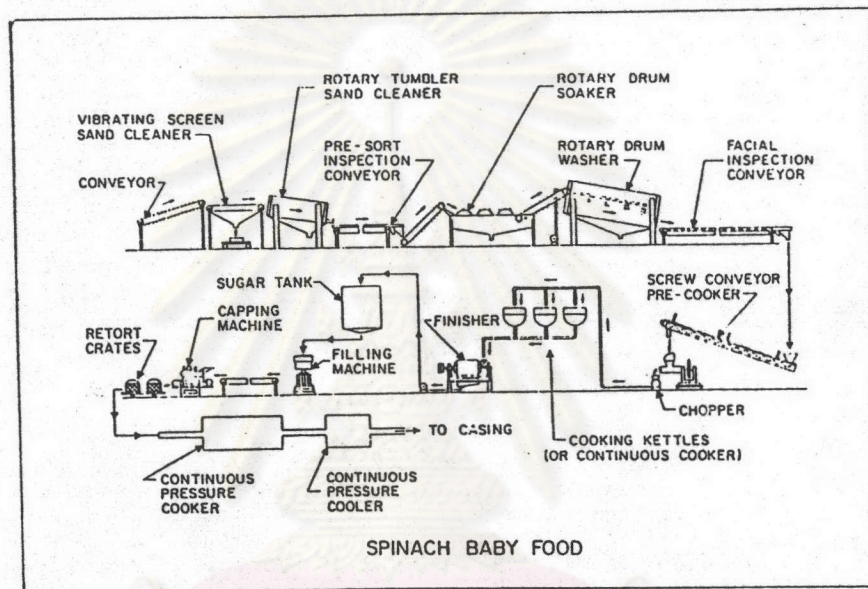 ROTARY TUMBLER
SAND CLEANER
ROTARY DRUM
SOAKER
VIBRATING SCREEN
SAND CLEANER
PRE-SORT
INSPECTION
CONVEYOR
ROTARY DRUM
WASHER
FACIAL
INSPECTION
CONVEYOR
CONVEYOR
SUGAR TANK
SCREW CONVEYOR
PRE-COOKER
CAPPING
MACHINE
RETORT
CRATES
FINISHER
FILLING
MACHINE
CHOPPER
TO CASING
COOKING KETTLES
(OR CONTINUOUS COOKER)
CONTINUOUS
PRESSURE
COOKER
CONTINUOUS
PRESSURE
COOLER
SPINACH BABY FOOD